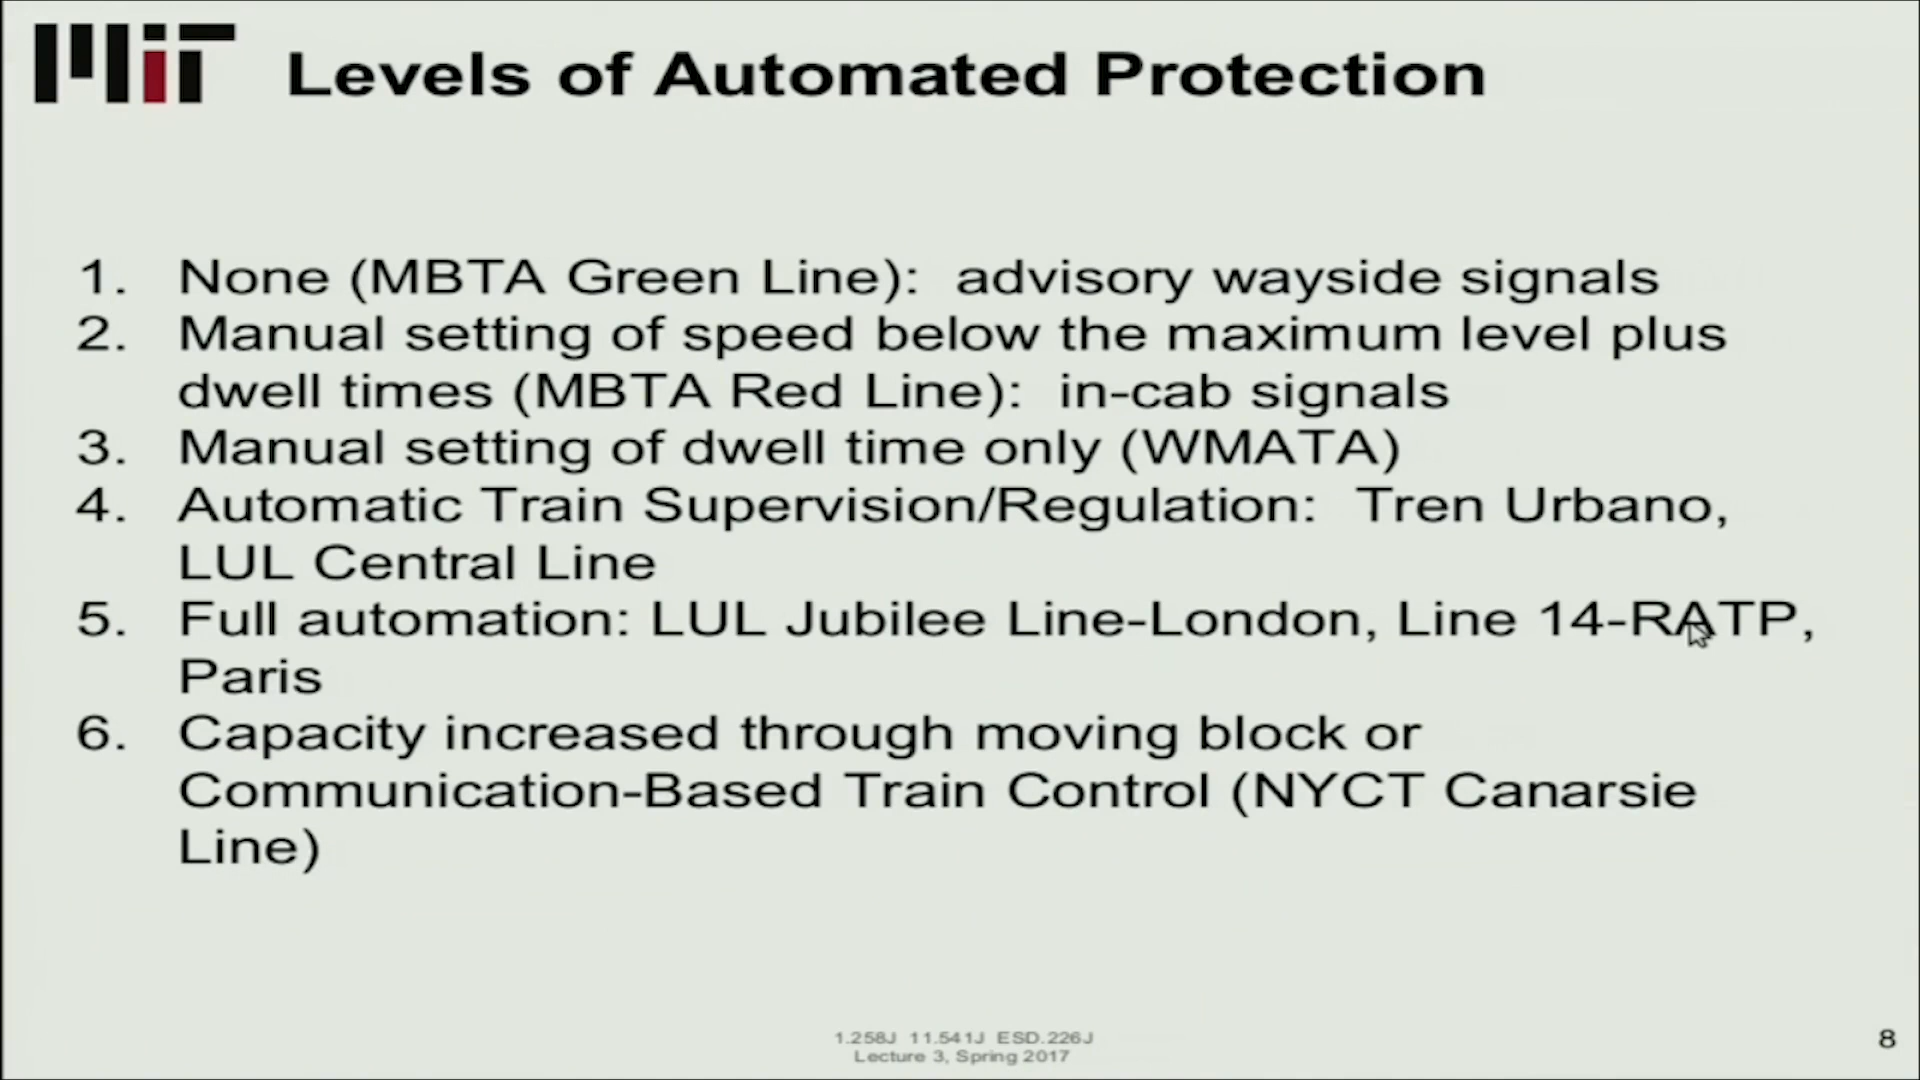 MiT Levels of Automated Protection
1. None (MBTA Green Line): advisory wayside signals
2. Manual setting of speed below the maximum level plus
dwell times (MBTA Red Line): in-cab signals
3. Manual setting of dwell time only (WMATA)
4. Automatic Train Supervision/Regulation: Tren Urbano,
LUL Central Line
5. Full automation: LUL Jubilee Line-London, Line 14-RATP,
Paris
6. Capacity increased through moving block or
Communication-Based Train Control (NYCT Canarsie
Line)
1.258J 11.541J ESD.226J
Lecture 3, Spring 2017
8